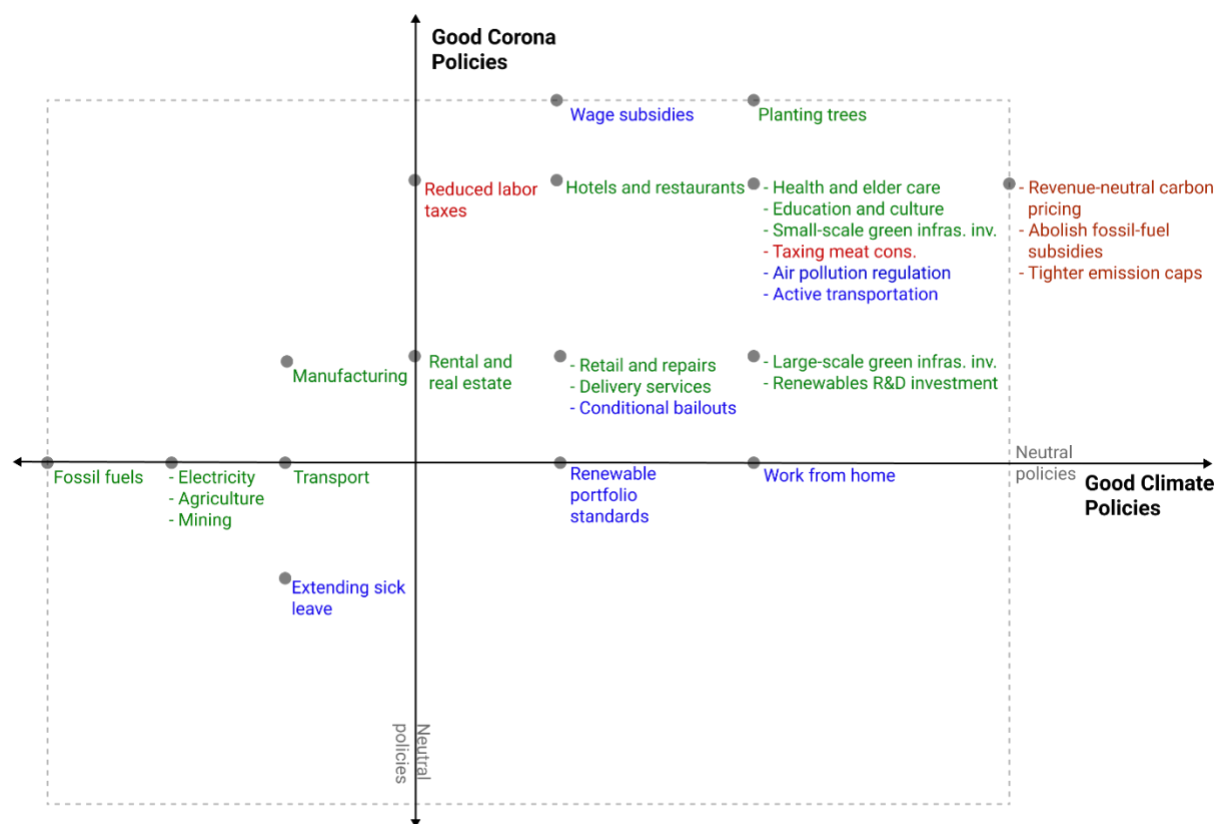 Good Corona
Policies
Wage subsidies
Planting trees
Reduced labor
taxes
Hotels and restaurants
- Health and elder care
- Education and culture
- Small-scale green infras. inv.
- Taxing meat cons.
- Air pollution regulation
- Active transportation
- Revenue-neutral carbon
pricing
- Abolish fossil-fuel
subsidies
- Tighter emission caps
Manufacturing
Rental and
real estate
- Retail and repairs
- Delivery services
- Conditional bailouts
- Large-scale green infras. inv.
- Renewables R&D investment
Neutral
policies
Good Climate
Policies
Fossil fuels
- Electricity
- Agriculture
- Mining
Transport
Renewable
portfolio
standards
Work from home
Extending sick
leave
Neutral
policies